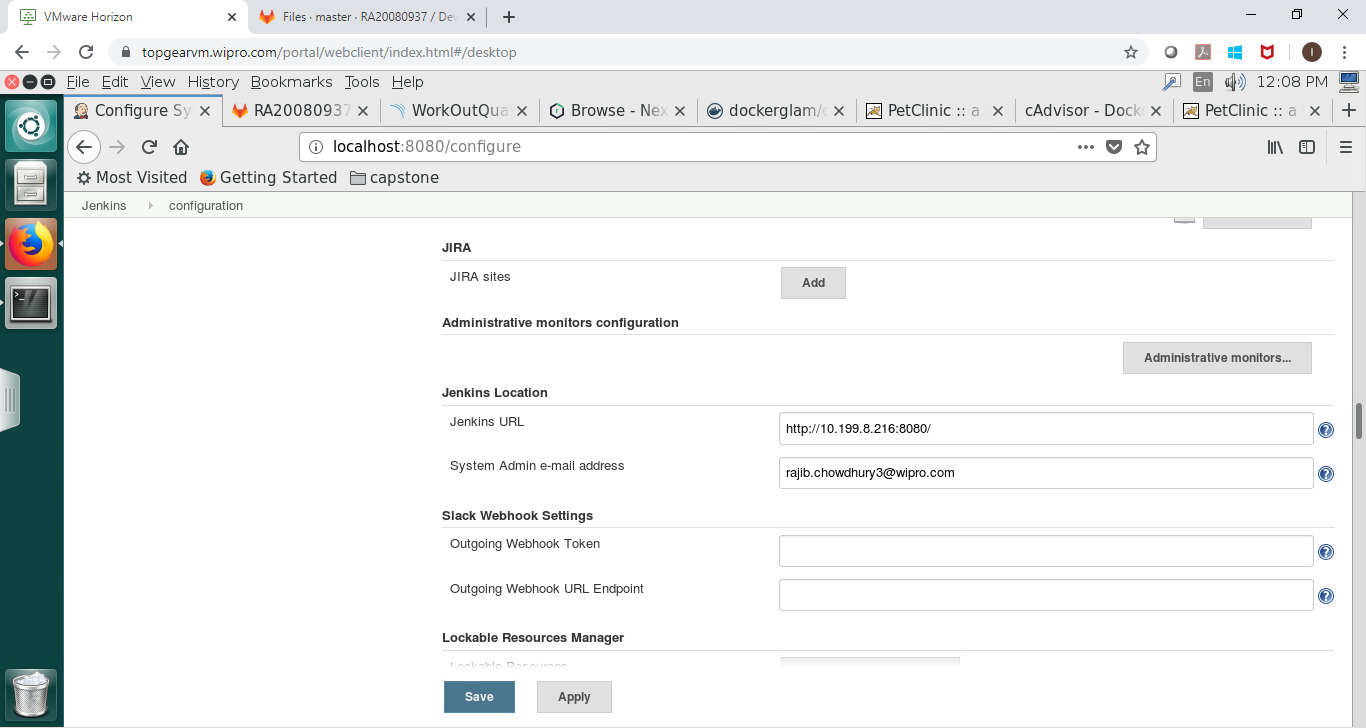 VMware Horizon
Files · master · RA20080937 / Dev
topgearvm.wipro.com/portal/webclient/index.html#/desktop
I
File Edit View History Bookmarks Tools Help
En
12:08 PM
Configure Sy
RA20080937
WorkOutQua
Browse - Nex
dockerglam/c
PetClinic :: a
cAdvisor - Docke
PetClinic :: a
localhost:8080/configure
Most Visited
Getting Started
capstone
Jenkins
configuration
JIRA
JIRA sites
Add
Administrative monitors configuration
Administrative monitors...
Jenkins Location
Jenkins URL
http://10.199.8.216:8080/
System Admin e-mail address
rajib.chowdhury3@wipro.com
Slack Webhook Settings
Outgoing Webhook Token
Outgoing Webhook URL Endpoint
Lockable Resources Manager
Lockable Resources
Save
Apply